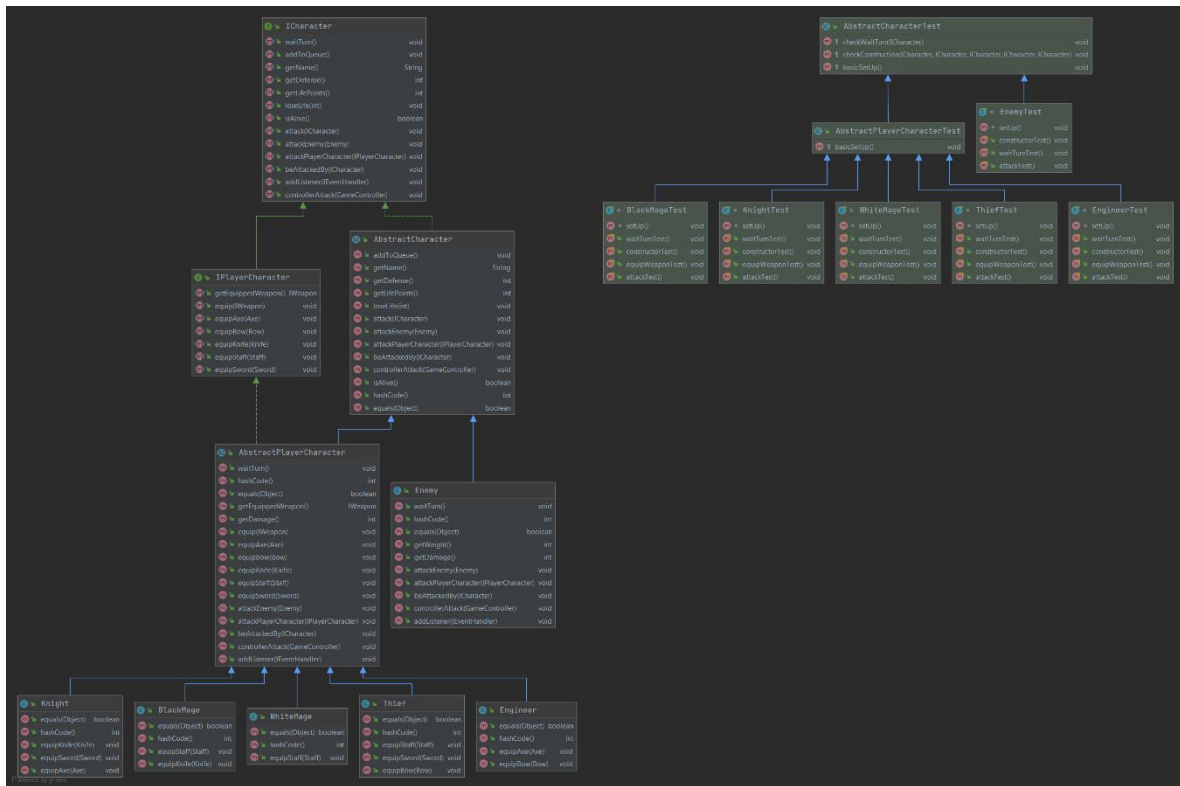 ICharacter
waitTurn() void
addToQueue() void
getName() String
getDefense() int
getLifePoints() int
loseLife(int) void
isAlive() boolean
attack(ICharacter) void
attackEnemy(Enemy) void
attackPlayerCharacter(IPlayerCharacter) void
beAttackedBy(ICharacter) void
addListener(IEventHandler) void
controllerAttack(GameController) void
IPlayerCharacter
getEquippedWeapon() IWeapon
equip(IWeapon) void
equipAxe(Axe) void
equipBow(Bow) void
equipKnife(Knife) void
equipStaff(Staff) void
equipSword(Sword) void
AbstractCharacter
addToQueue() void
getName() String
getDefense() int
getLifePoints() int
loseLife(int) void
attack(ICharacter) void
attackEnemy(Enemy) void
attackPlayerCharacter(IPlayerCharacter) void
beAttackedBy(ICharacter) void
controllerAttack(GameController) void
isAlive() boolean
hashCode() int
equals(Object) boolean
AbstractPlayerCharacter
waitTurn() void
hashCode() int
equals(Object) boolean
getEquippedWeapon() IWeapon
getDamage() int
equip(IWeapon) void
equipAxe(Axe) void
equipBow(Bow) void
equipKnife(Knife) void
equipStaff(Staff) void
equipSword(Sword) void
attackEnemy(Enemy) void
attackPlayerCharacter(IPlayerCharacter) void
beAttackedBy(ICharacter) void
controllerAttack(GameController) void
addListener(IEventHandler) void
Enemy
waitTurn() void
hashCode() int
equals(Object) boolean
getWeight() int
getDamage() int
attackEnemy(Enemy) void
attackPlayerCharacter(IPlayerCharacter) void
beAttackedBy(ICharacter) void
controllerAttack(GameController) void
addListener(IEventHandler) void
Knight
equals(Object) boolean
hashCode() int
equipKnife(Knife) void
equipSword(Sword) void
equipAxe(Axe) void
BlackMage
equals(Object) boolean
hashCode() int
equipStaff(Staff) void
equipKnife(Knife) void
WhiteMage
equals(Object) boolean
hashCode() int
equipStaff(Staff) void
Thief
equals(Object) boolean
hashCode() int
equipStaff(Staff) void
equipSword(Sword) void
equipBow(Bow) void
Engineer
equals(Object) boolean
hashCode() int
equipAxe(Axe) void
equipBow(Bow) void
Powered by yFiles
AbstractCharacterTest
checkWaitTurn(ICharacter) void
checkConstruction(ICharacter, ICharacter, ICharacter, ICharacter, ICharacter) void
basicSetUp() void
AbstractPlayerCharacterTest
basicSetUp() void
EnemyTest
setUp() void
constructorTest() void
waitTurnTest() void
attackTest() void
BlackMageTest
setUp() void
waitTurnTest() void
constructorTest() void
equipWeaponTest() void
attackTest() void
KnightTest
setUp() void
waitTurnTest() void
constructorTest() void
equipWeaponTest() void
attackTest() void
WhiteMageTest
setUp() void
waitTurnTest() void
constructorTest() void
equipWeaponTest() void
attackTest() void
ThiefTest
setUp() void
waitTurnTest() void
constructorTest() void
equipWeaponTest() void
attackTest() void
EngineerTest
setUp() void
waitTurnTest() void
constructorTest() void
equipWeaponTest() void
attackTest() void